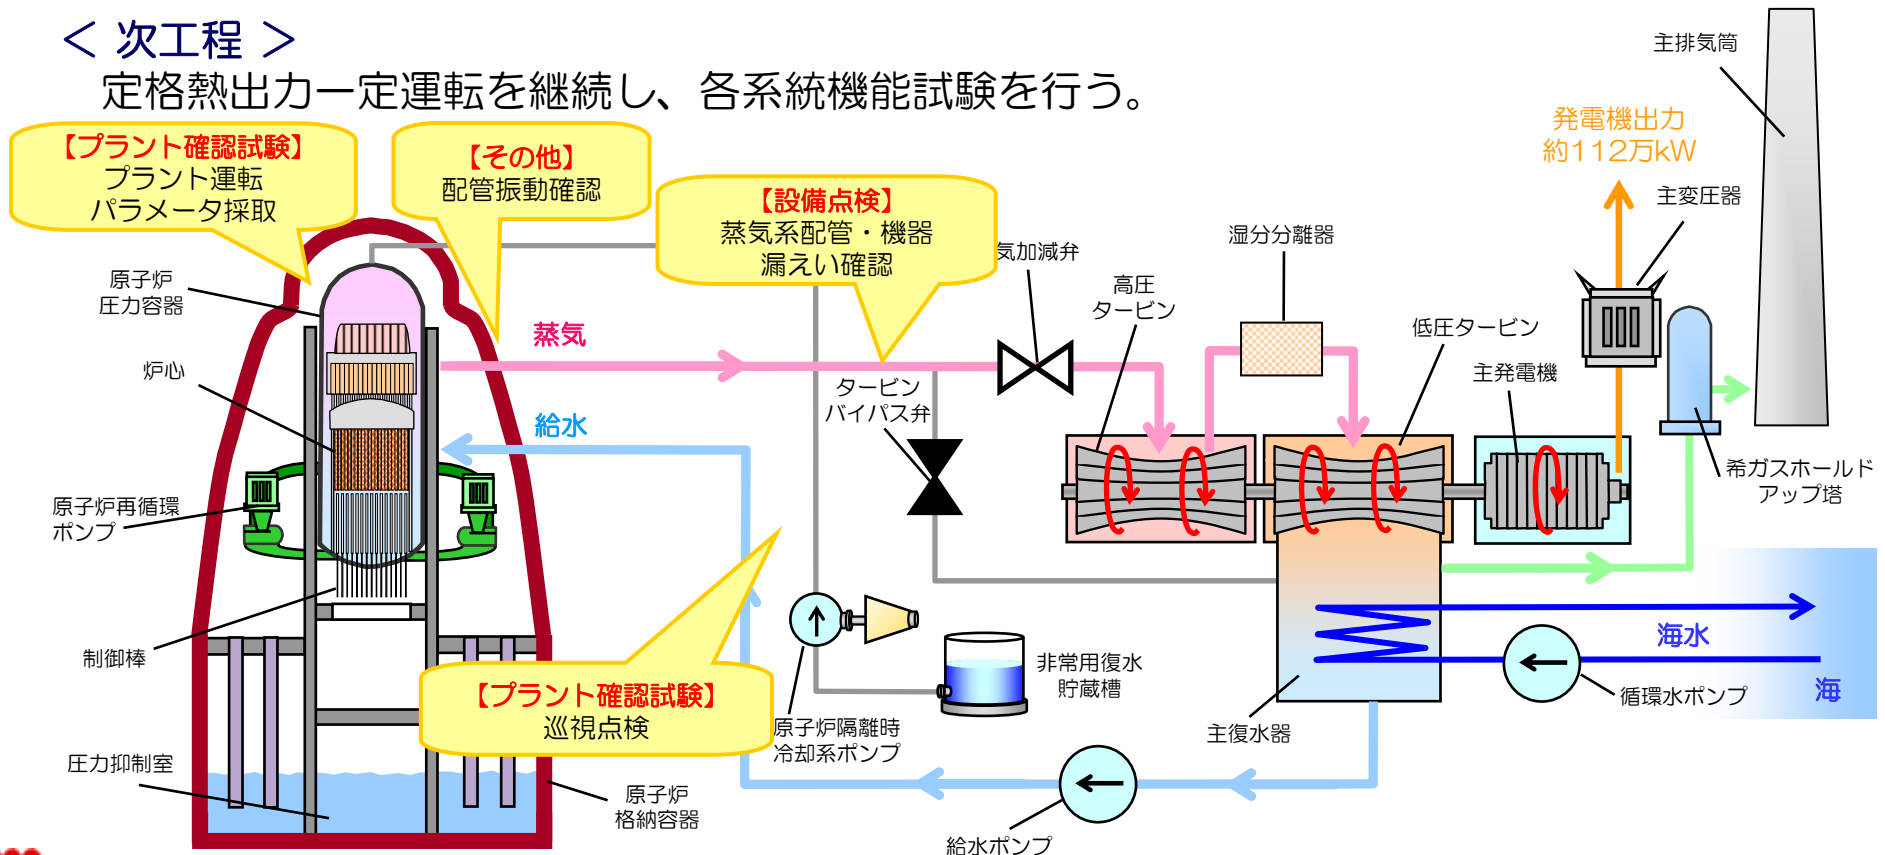 ＜ 次工程 ＞
定格熱出力一定運転を継続し、各系統機能試験を行う。
【プラント確認試験】
プラント運転
パラメータ採取
【その他】
配管振動確認
【設備点検】
蒸気系配管・機器
漏えい確認
気加減弁
湿分分離器
発電機出力
約112万kW
主変圧器
主排気筒
原子炉
圧力容器
高圧
タービン
低圧タービン
蒸気
炉心
タービン
バイパス弁
主発電機
給水
希ガスホールド
アップ塔
原子炉再循環
ポンプ
制御棒
【プラント確認試験】
巡視点検
原子炉隔離時
冷却系ポンプ
非常用復水
貯蔵槽
海水
海
循環水ポンプ
主復水器
圧力抑制室
原子炉
格納容器
給水ポンプ